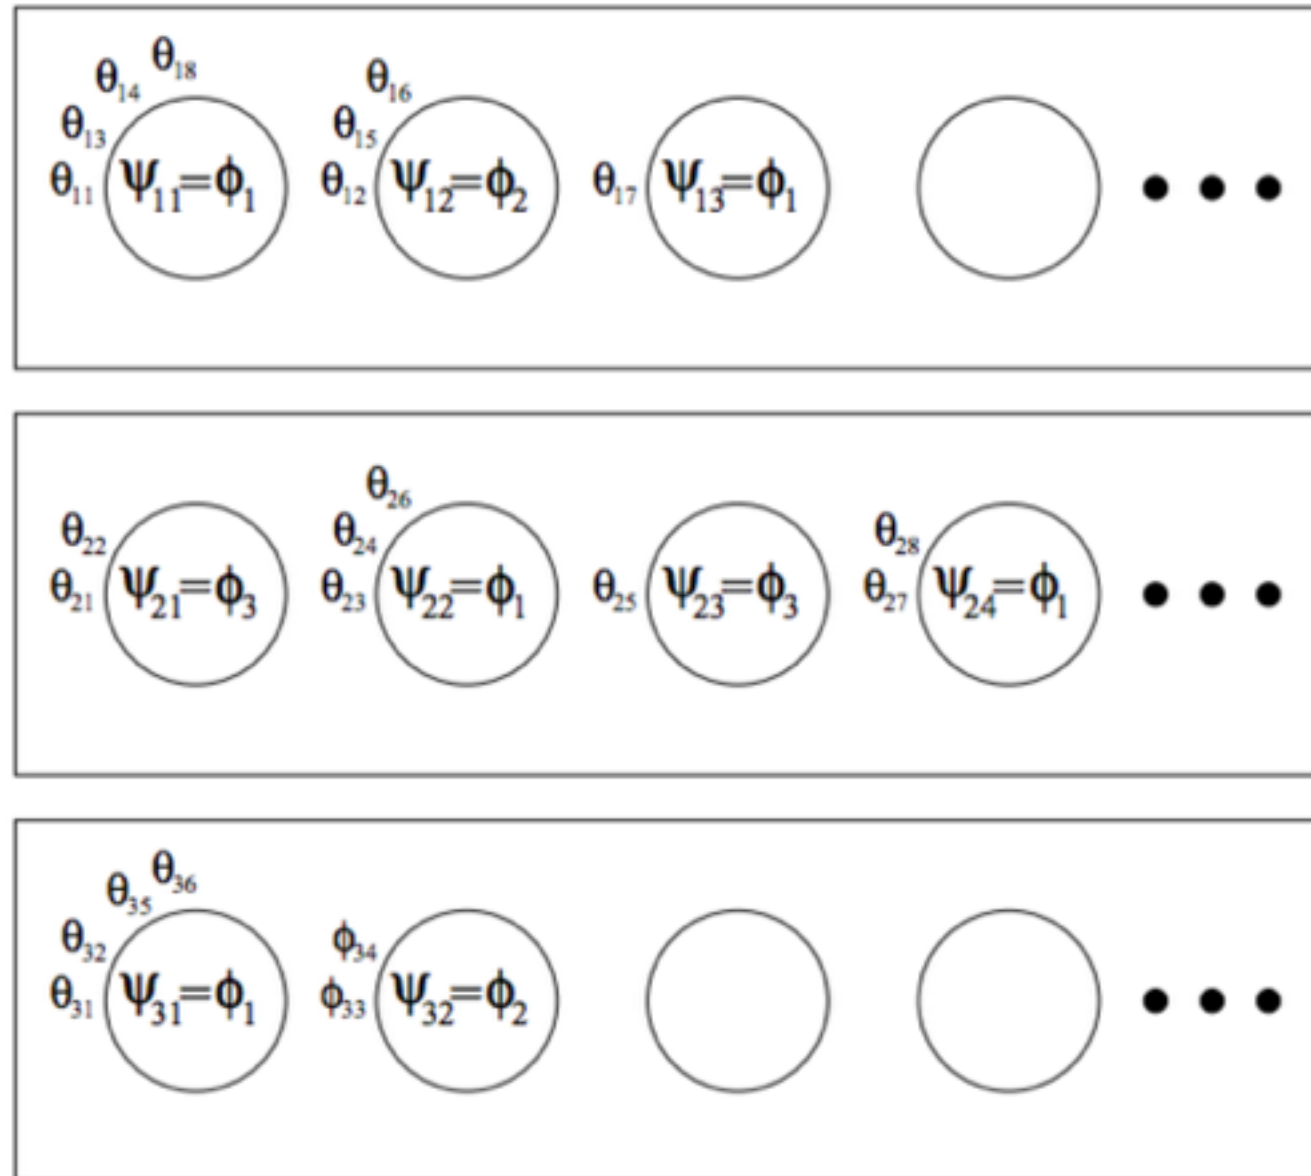 θ18
θ14
θ16
θ13
θ15
θ11 Ψ11=ϕ1 θ12 Ψ12=ϕ2 θ17 Ψ13=ϕ1
θ26
θ22 θ24 θ28
θ21 Ψ21=ϕ3 θ23 Ψ22=ϕ1 θ25 Ψ23=ϕ3 θ27 Ψ24=ϕ1
θ36
θ35
θ32 ϕ34
θ31 Ψ31=ϕ1 ϕ33 Ψ32=ϕ2